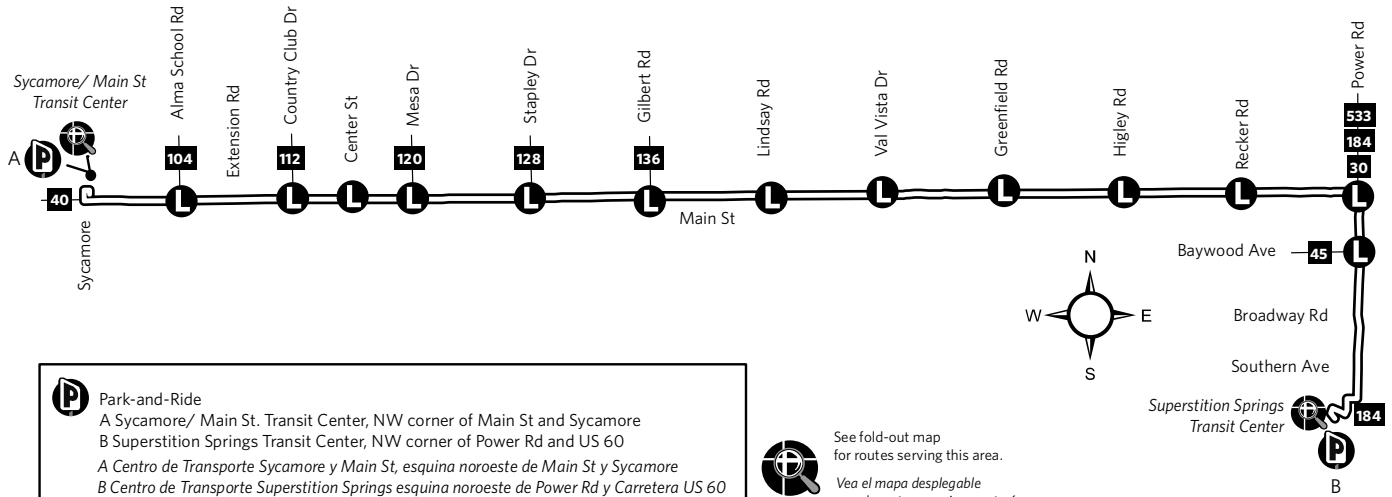 Sycamore/ Main St
Transit Center
A
P
40
Sycamore
Alma School Rd
104
L
Extension Rd
Country Club Dr
112
L
Center St
L
Mesa Dr
120
L
Stapley Dr
128
L
Gilbert Rd
136
L
Main St
Lindsay Rd
L
Val Vista Dr
L
Greenfield Rd
L
Higley Rd
L
Recker Rd
L
Power Rd
533
184
30
L
Baywood Ave
45
L
Broadway Rd
Southern Ave
Superstition Springs
Transit Center
184
P
B
N
W
E
S
P
Park-and-Ride
A Sycamore/ Main St. Transit Center, NW corner of Main St and Sycamore
B Superstition Springs Transit Center, NW corner of Power Rd and US 60
A Centro de Transporte Sycamore y Main St, esquina noroeste de Main St y Sycamore
B Centro de Transporte Superstition Springs esquina noroeste de Power Rd y Carretera US 60
See fold-out map
for routes serving this area.
Vea el mapa desplegable